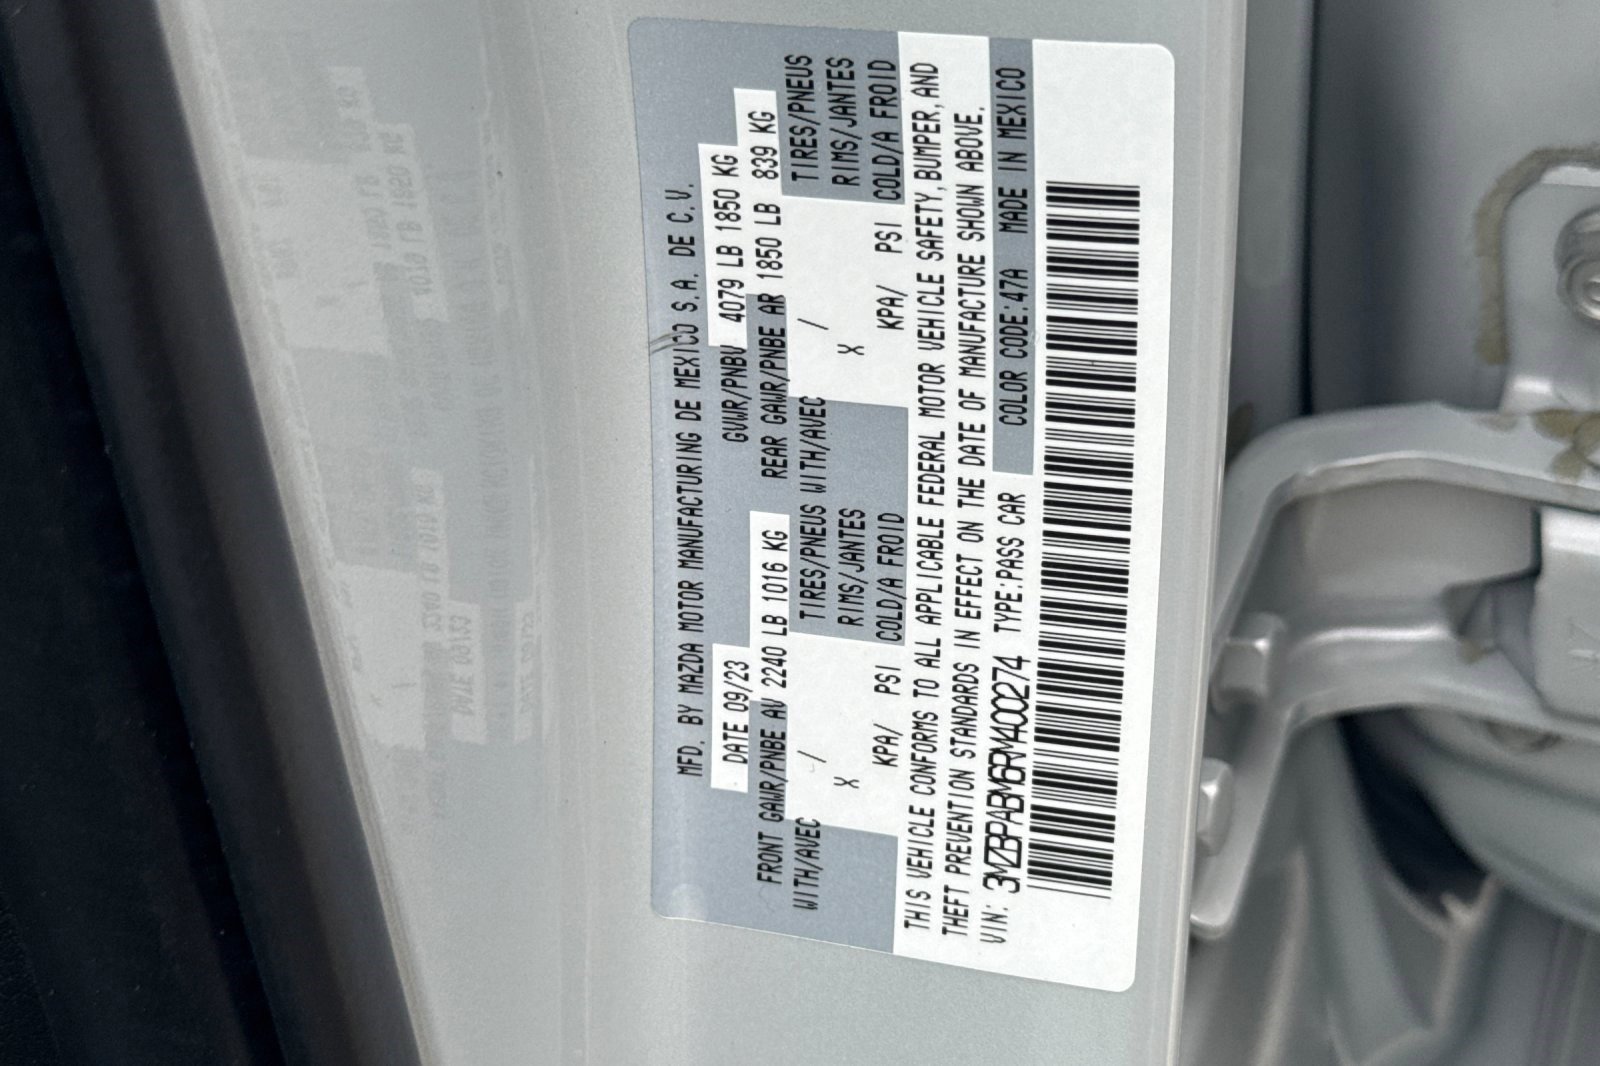 MFD. BY MAZDA MOTOR MANUFACTURING DE MEXICO S.A. DE C.V.
DATE 09/23 GVWR/PNBV 4079 LB 1850 KG
FRONT GAWR/PNBE AV 2240 LB 1016 KG REAR GAWR/PNBE AR 1850 LB 839 KG
WITH/AVEC / TIRES/PNEUS WITH/AVEC / TIRES/PNEUS
X RIMS/JANTES X RIMS/JANTES
KPA/ PSI COLD/A FROID KPA/ PSI COLD/A FROID
THIS VEHICLE CONFORMS TO ALL APPLICABLE FEDERAL MOTOR VEHICLE SAFETY, BUMPER, AND
THEFT PREVENTION STANDARDS IN EFFECT ON THE DATE OF MANUFACTURE SHOWN ABOVE.
VIN: 3MZBPABM6RM400274 TYPE: PASS CAR COLOR CODE: 47A MADE IN MEXICO